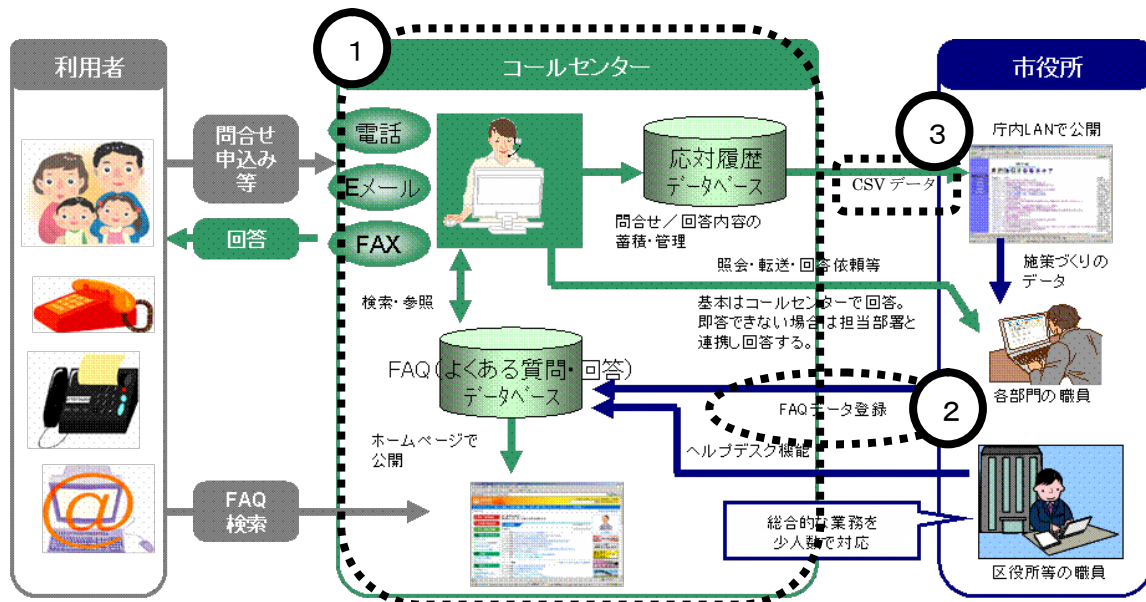 利用者
問合せ
申込み
等
回答
FAQ
検索
1
コールセンター
電話
Eメール
FAX
応対履歴
データベース
問合せ／回答内容の
蓄積・管理
検索・参照
照会・転送・回答依頼等
基本はコールセンターで回答。
即答できない場合は担当部署と
連携し回答する。
FAQ（よくある質問・回答）
データベース
ホームページで
公開
FAQデータ登録
ヘルプデスク機能
総合的な業務を
少人数で対応
市役所
3
庁内LANで公開
CSV データ
施策づくりの
データ
各部門の職員
2
区役所等の職員
@